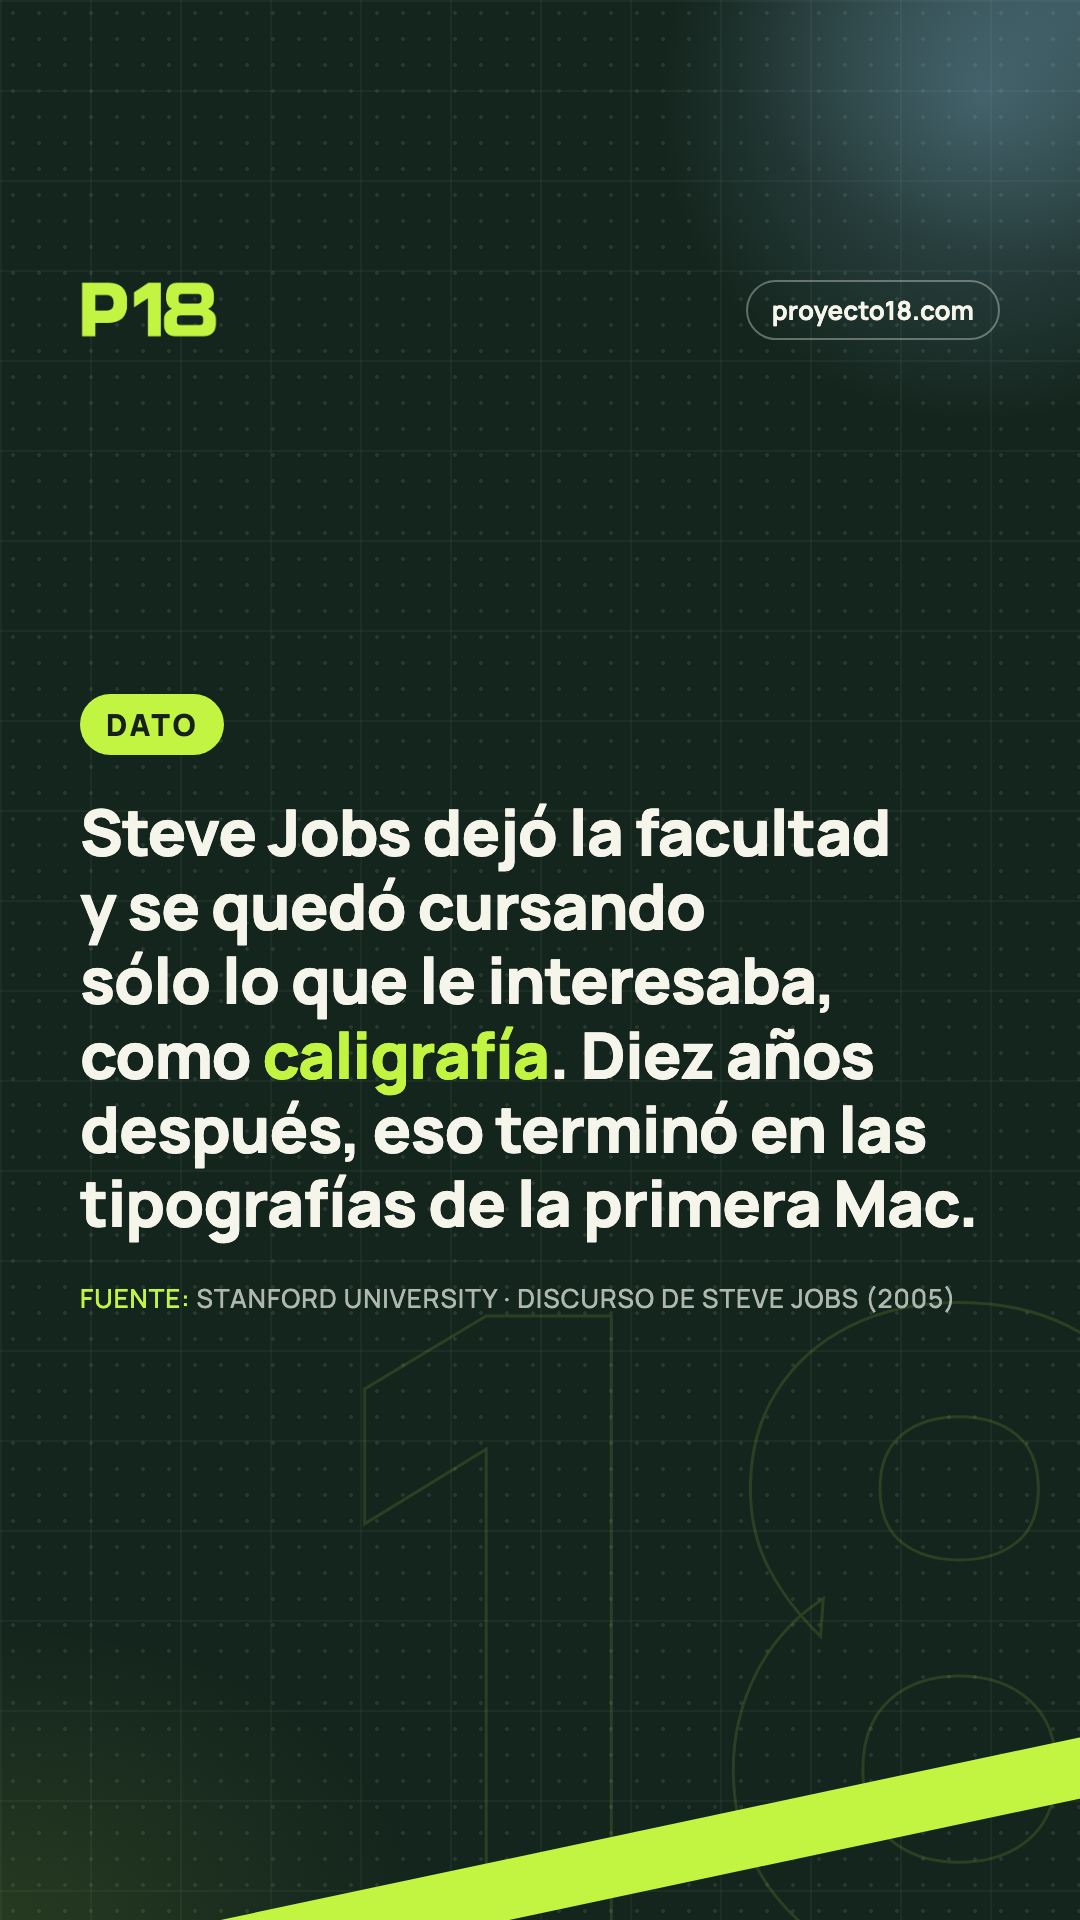 P18
proyecto18.com
DATO
Steve Jobs dejó la facultad
y se quedó cursando
sólo lo que le interesaba,
como caligrafía. Diez años
después, eso terminó en las
tipografías de la primera Mac.
FUENTE: STANFORD UNIVERSITY · DISCURSO DE STEVE JOBS (2005)
18